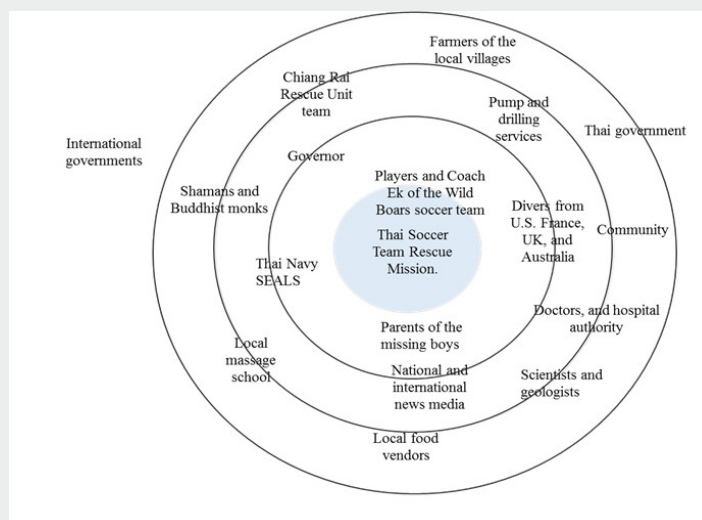 Farmers of the
local villages
Chiang Rai
Rescue Unit
team
Pump and
drilling
services
Thai government
International
governments
Governor
Players and Coach
Ek of the Wild
Boars soccer team
Shamans and
Buddhist monks
Divers from
U.S. France,
UK, and
Australia
Community
Thai Soccer
Team Rescue
Mission.
Thai Navy
SEALS
Doctors, and hospital
authority
Parents of the
missing boys
Local
massage
school
National and
international
news media
Scientists and
geologists
Local food
vendors